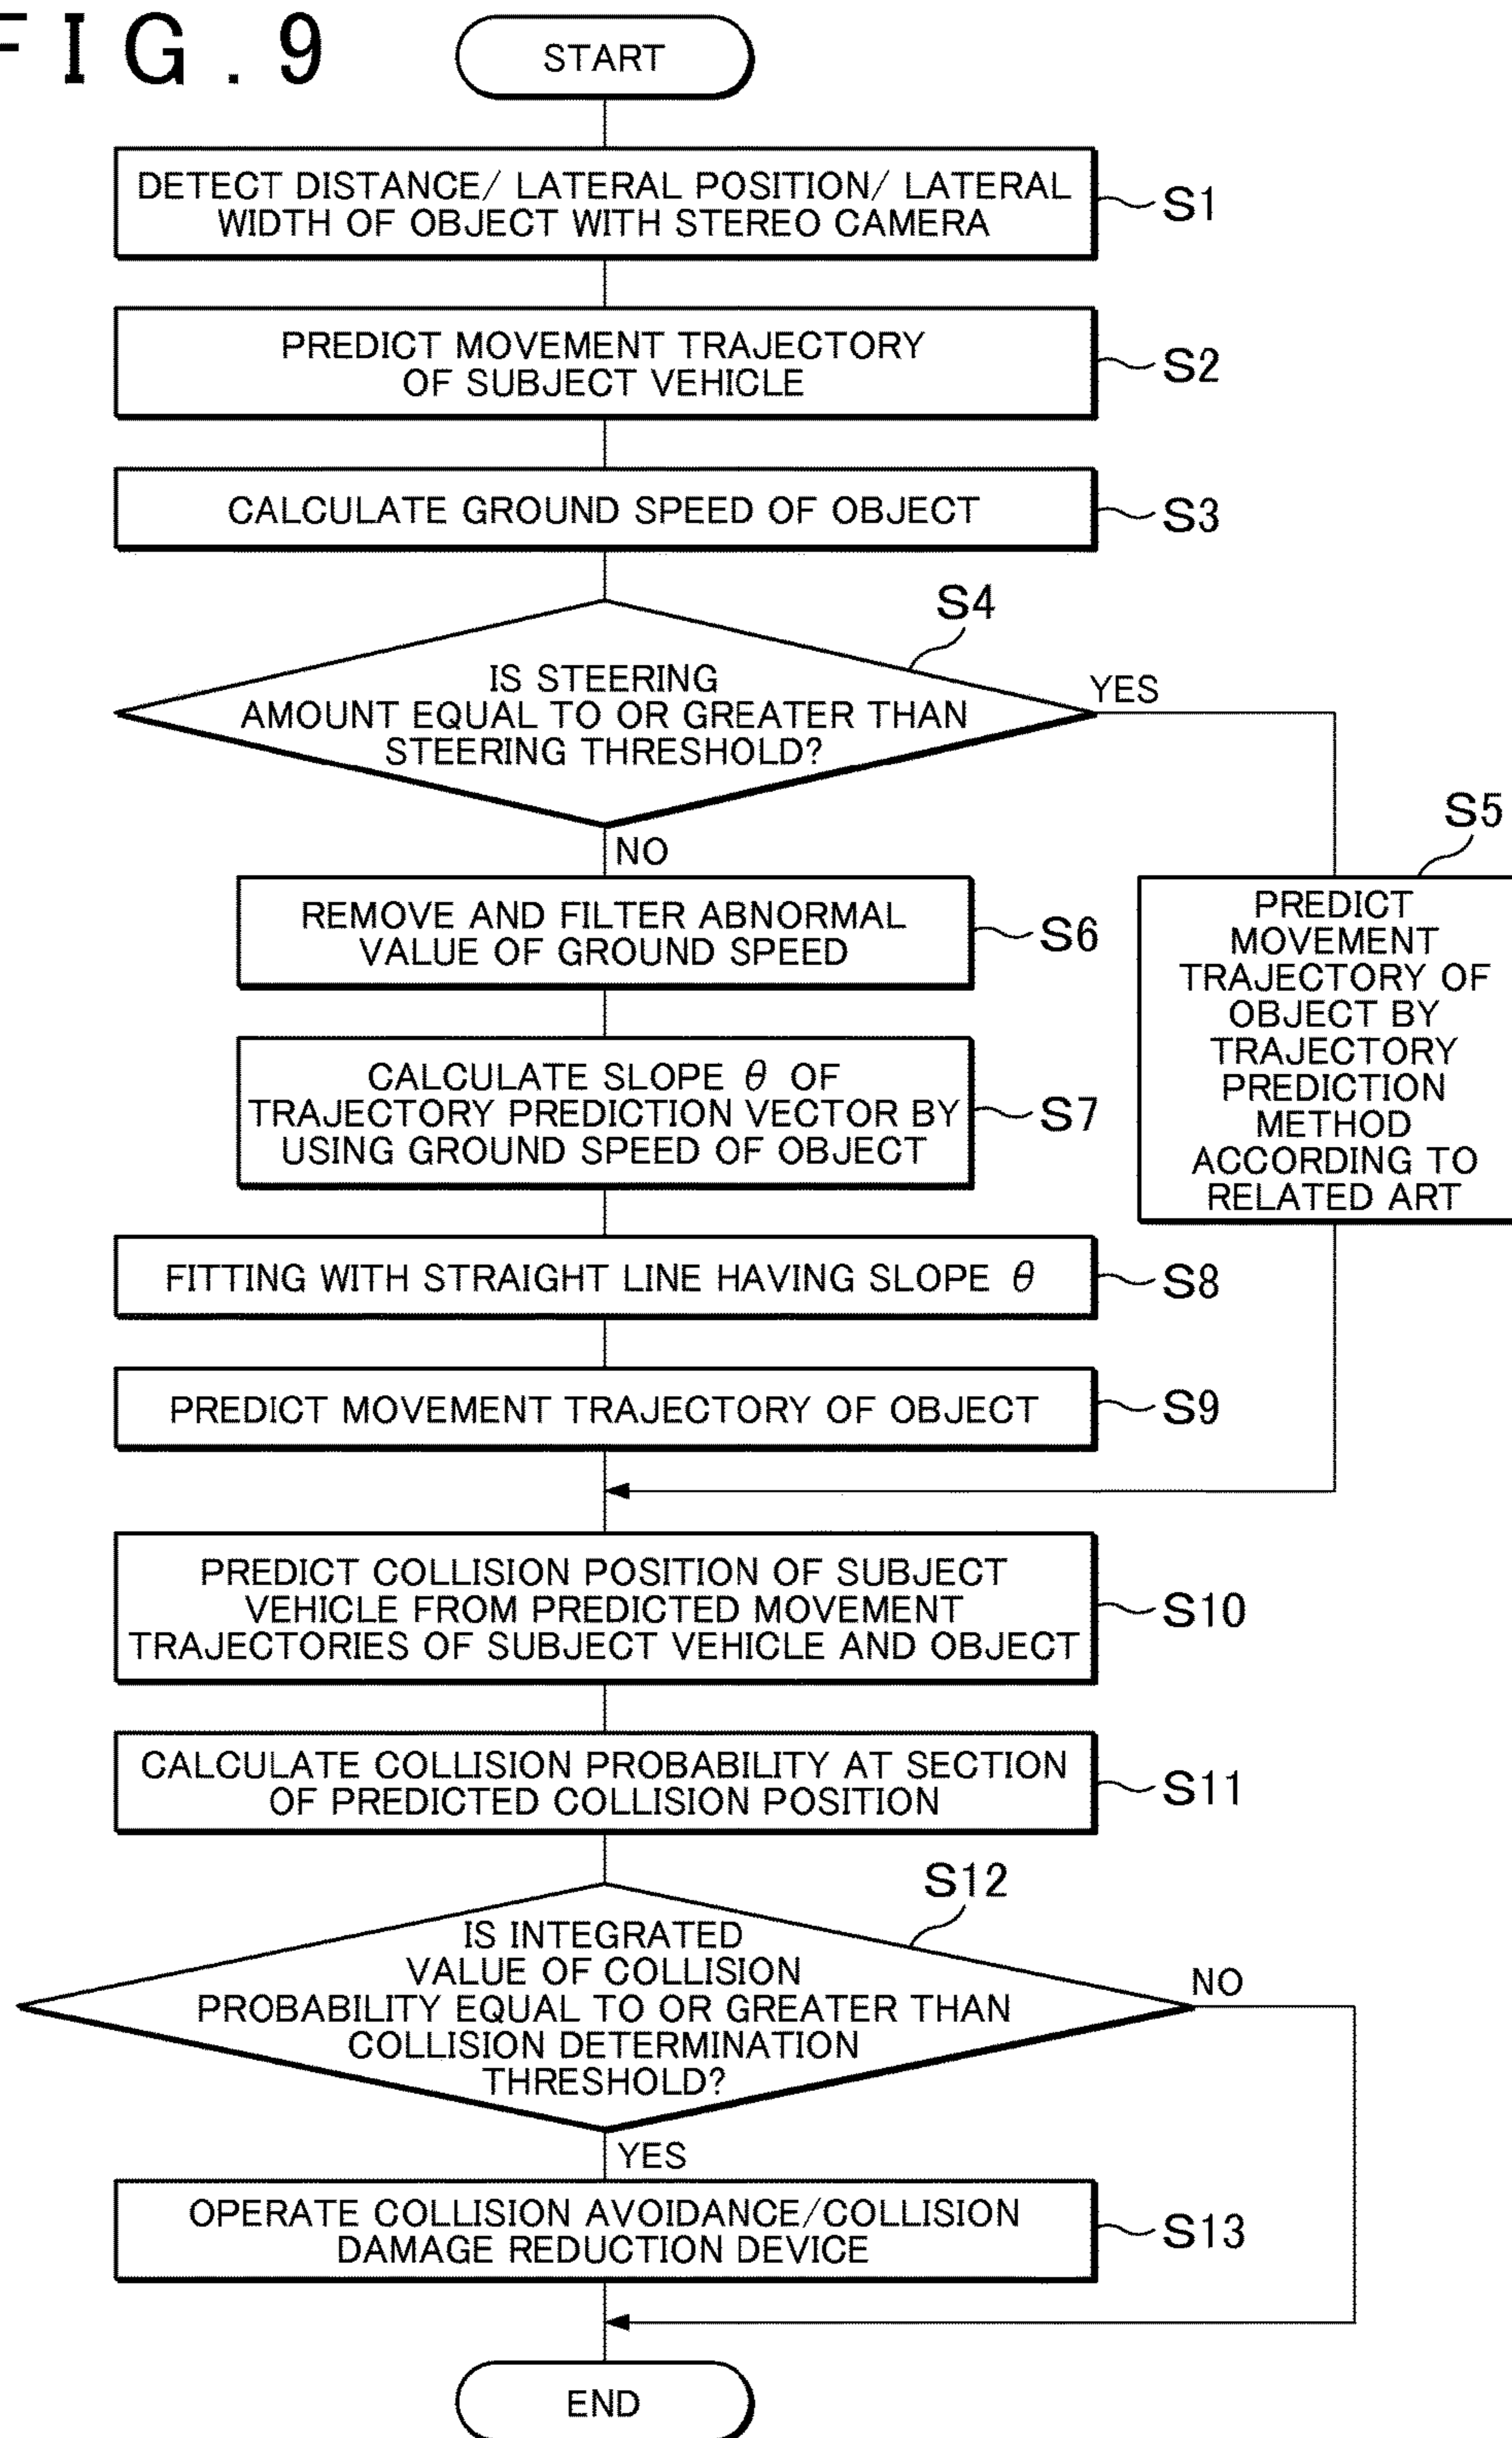 FIG.9
START
DETECT DISTANCE/ LATERAL POSITION/ LATERAL
WIDTH OF OBJECT WITH STEREO CAMERA
S1
PREDICT MOVEMENT TRAJECTORY
OF SUBJECT VEHICLE
S2
CALCULATE GROUND SPEED OF OBJECT
S3
S4
IS STEERING
AMOUNT EQUAL TO OR GREATER THAN
STEERING THRESHOLD?
YES
NO
S5
PREDICT
MOVEMENT
TRAJECTORY OF
OBJECT BY
TRAJECTORY
PREDICTION
METHOD
ACCORDING TO
RELATED ART
REMOVE AND FILTER ABNORMAL
VALUE OF GROUND SPEED
S6
CALCULATE SLOPE θ OF
TRAJECTORY PREDICTION VECTOR BY
USING GROUND SPEED OF OBJECT
S7
FITTING WITH STRAIGHT LINE HAVING SLOPE θ
S8
PREDICT MOVEMENT TRAJECTORY OF OBJECT
S9
PREDICT COLLISION POSITION OF SUBJECT
VEHICLE FROM PREDICTED MOVEMENT
TRAJECTORIES OF SUBJECT VEHICLE AND OBJECT
S10
CALCULATE COLLISION PROBABILITY AT SECTION
OF PREDICTED COLLISION POSITION
S11
S12
IS INTEGRATED
VALUE OF COLLISION
PROBABILITY EQUAL TO OR GREATER THAN
COLLISION DETERMINATION
THRESHOLD?
NO
YES
OPERATE COLLISION AVOIDANCE/COLLISION
DAMAGE REDUCTION DEVICE
S13
END